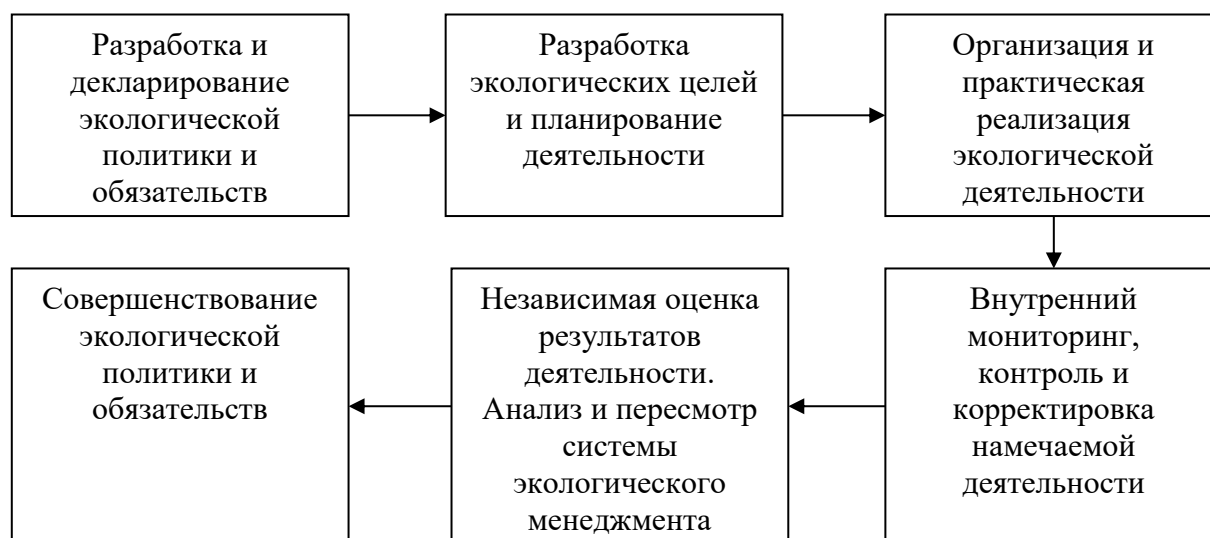 Разработка и
декларирование
экологической
политики и
обязательств
Разработка
экологических целей
и планирование
деятельности
Организация и
практическая
реализация
экологической
деятельности
Внутренний
мониторинг,
контроль и
корректировка
намечаемой
деятельности
Независимая оценка
результатов
деятельности.
Анализ и пересмотр
системы
экологического
менеджмента
Совершенствование
экологической
политики и
обязательств